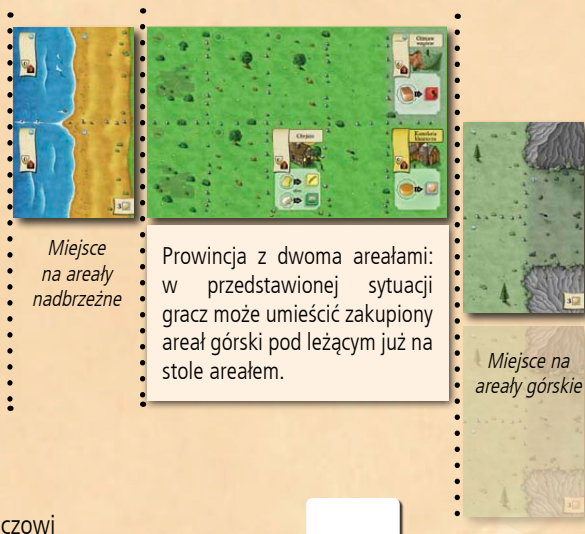 Miejsce
na areały
nadbrzeżne
Prowincja z dwoma areałami:
w przedstawionej sytuacji
gracz może umieścić zakupiony
areał górski pod leżącym już na
stole areałem.
Miejsce na
areały górskie
czowi